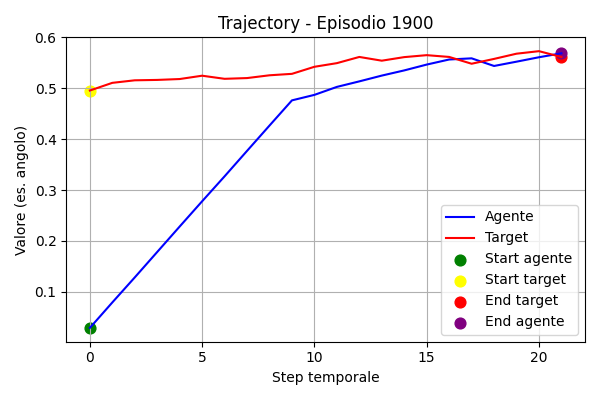 Trajectory - Episodio 1900
Valore (es. angolo)
0.6
0.5
0.4
0.3
0.2
0.1
0
5
10
15
20
Step temporale
Agente
Target
Start agente
Start target
End target
End agente